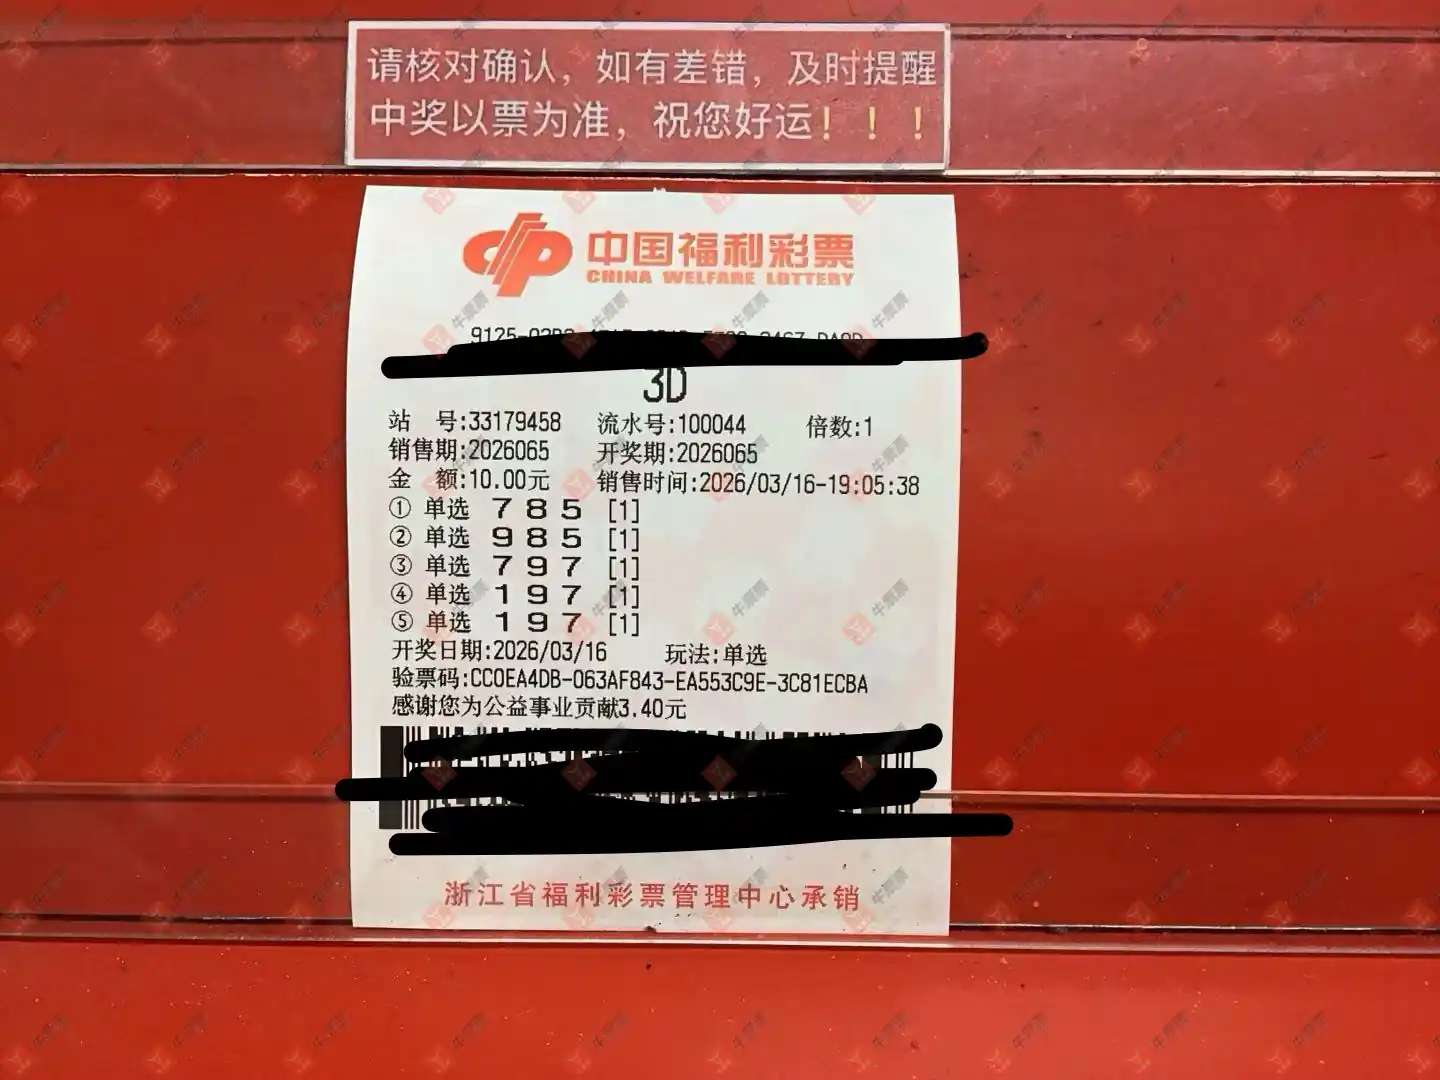 请核对确认，如有差错，及时提醒
中奖以票为准，祝您好运！！！
中国福利彩票
CHINA WELFARE LOTTERY
3D
站 号:33179458 流水号:100044 倍数:1
销售期:2026065 开奖期:2026065
金 额:10.00元 销售时间:2026/03/16-19:05:38
① 单选 7 8 5 [1]
② 单选 9 8 5 [1]
③ 单选 7 9 7 [1]
④ 单选 1 9 7 [1]
⑤ 单选 1 9 7 [1]
开奖日期:2026/03/16 玩法:单选
验票码:CC0EA4DB-063AF843-EA553C9E-3C81ECBA
感谢您为公益事业贡献3.40元
浙江省福利彩票管理中心承销